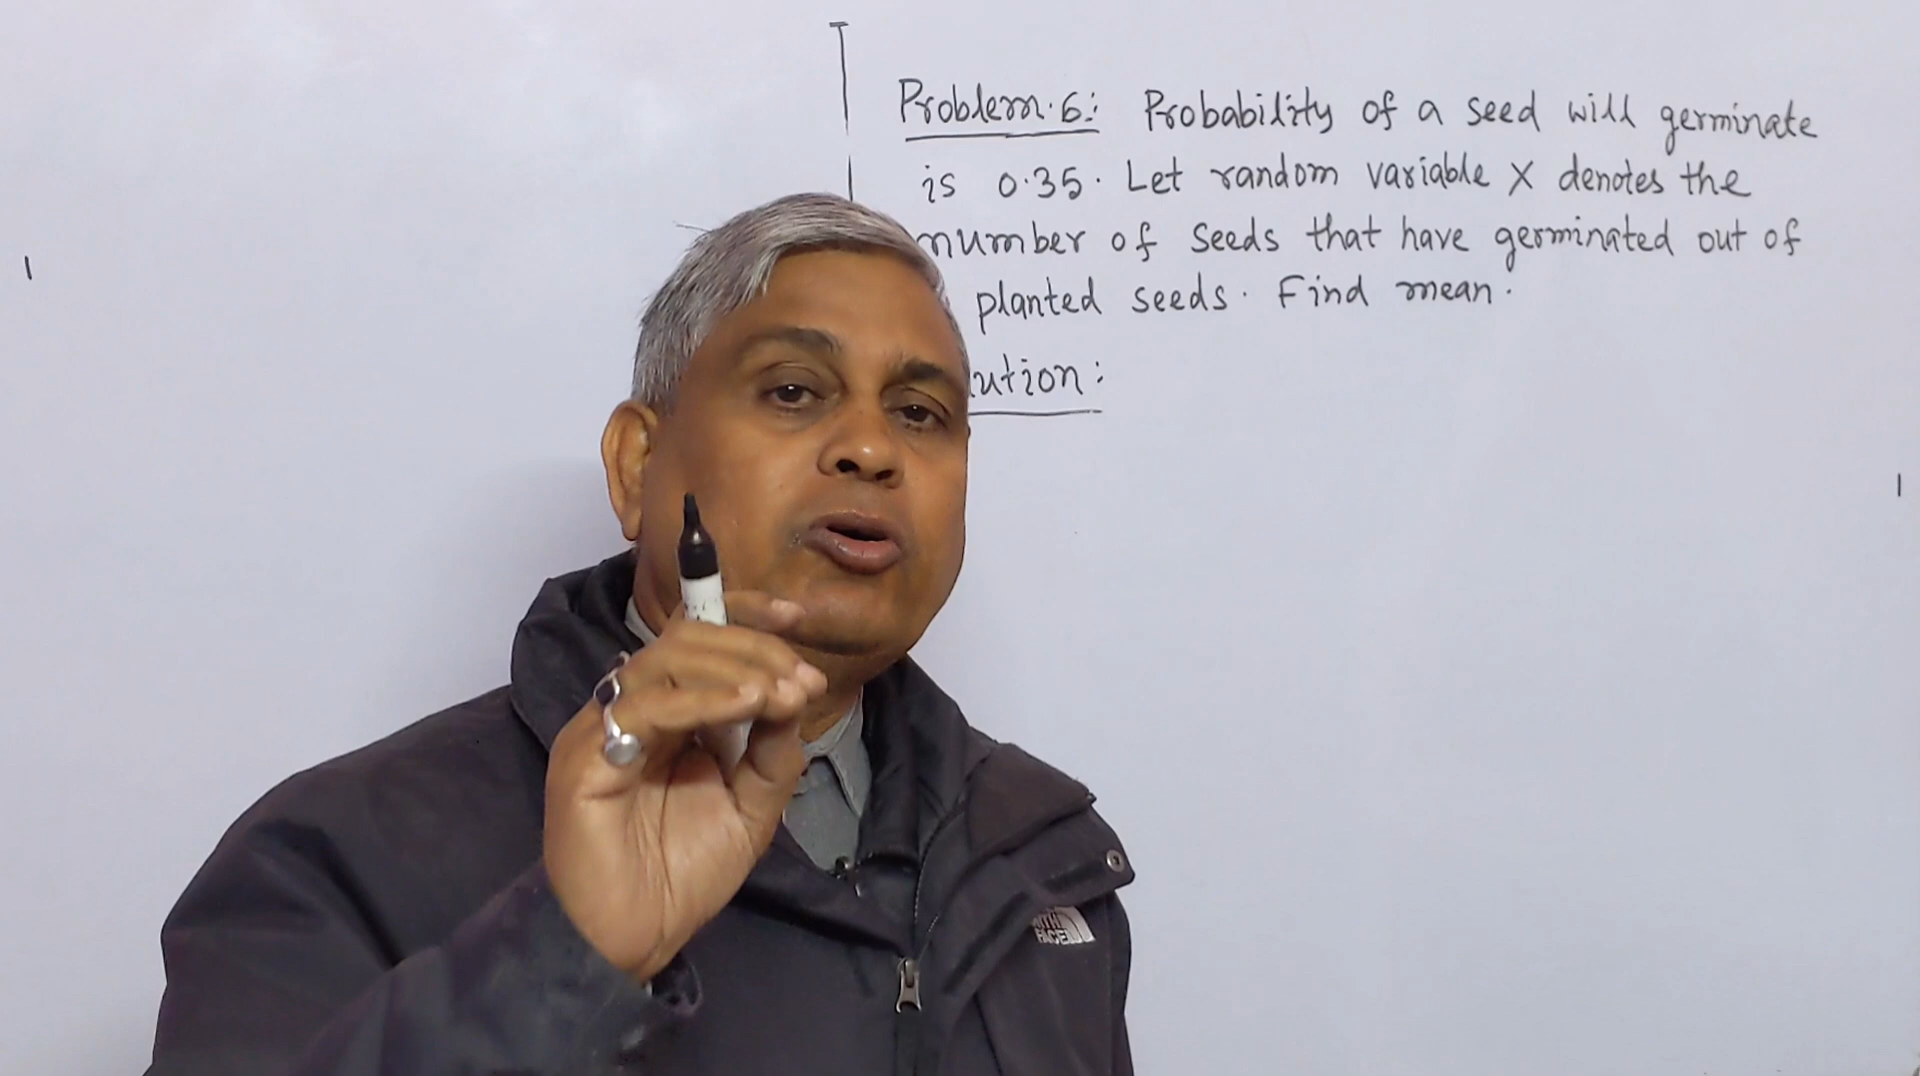 Problem.6: Probability of a seed will germinate
is 0.35. Let random variable X denotes the
number of seeds that have germinated out of
planted seeds. Find mean.
ution:
FACE